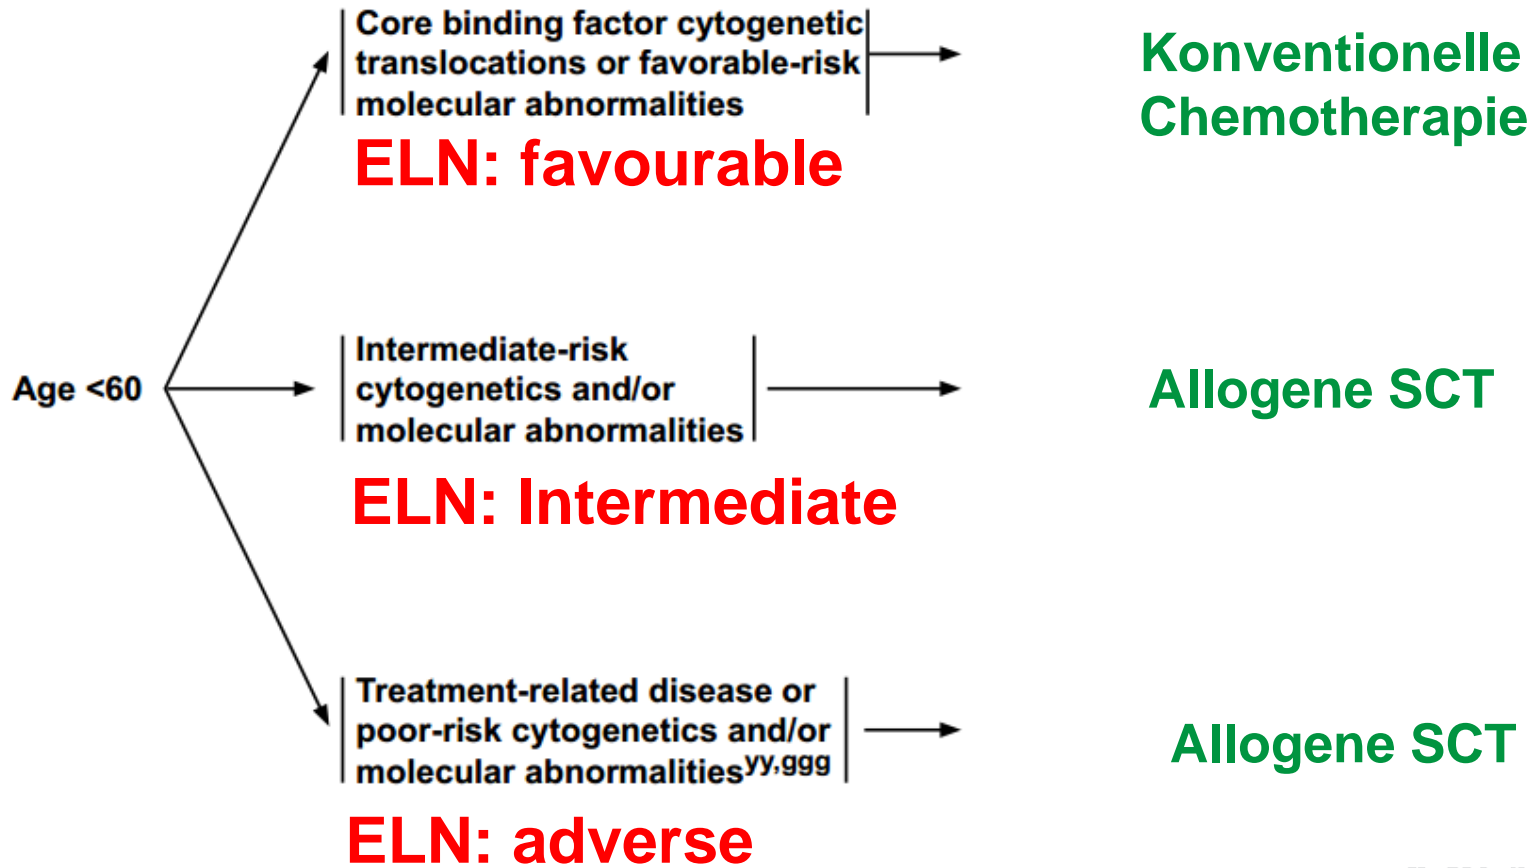 Core binding factor cytogenetic
translocations or favorable-risk
molecular abnormalities
ELN: favourable
Konventionelle
Chemotherapie
Age <60
Intermediate-risk
cytogenetics and/or
molecular abnormalities
ELN: Intermediate
Allogene SCT
Treatment-related disease or
poor-risk cytogenetics and/or
molecular abnormalitiesyy,ggg
ELN: adverse
Allogene SCT